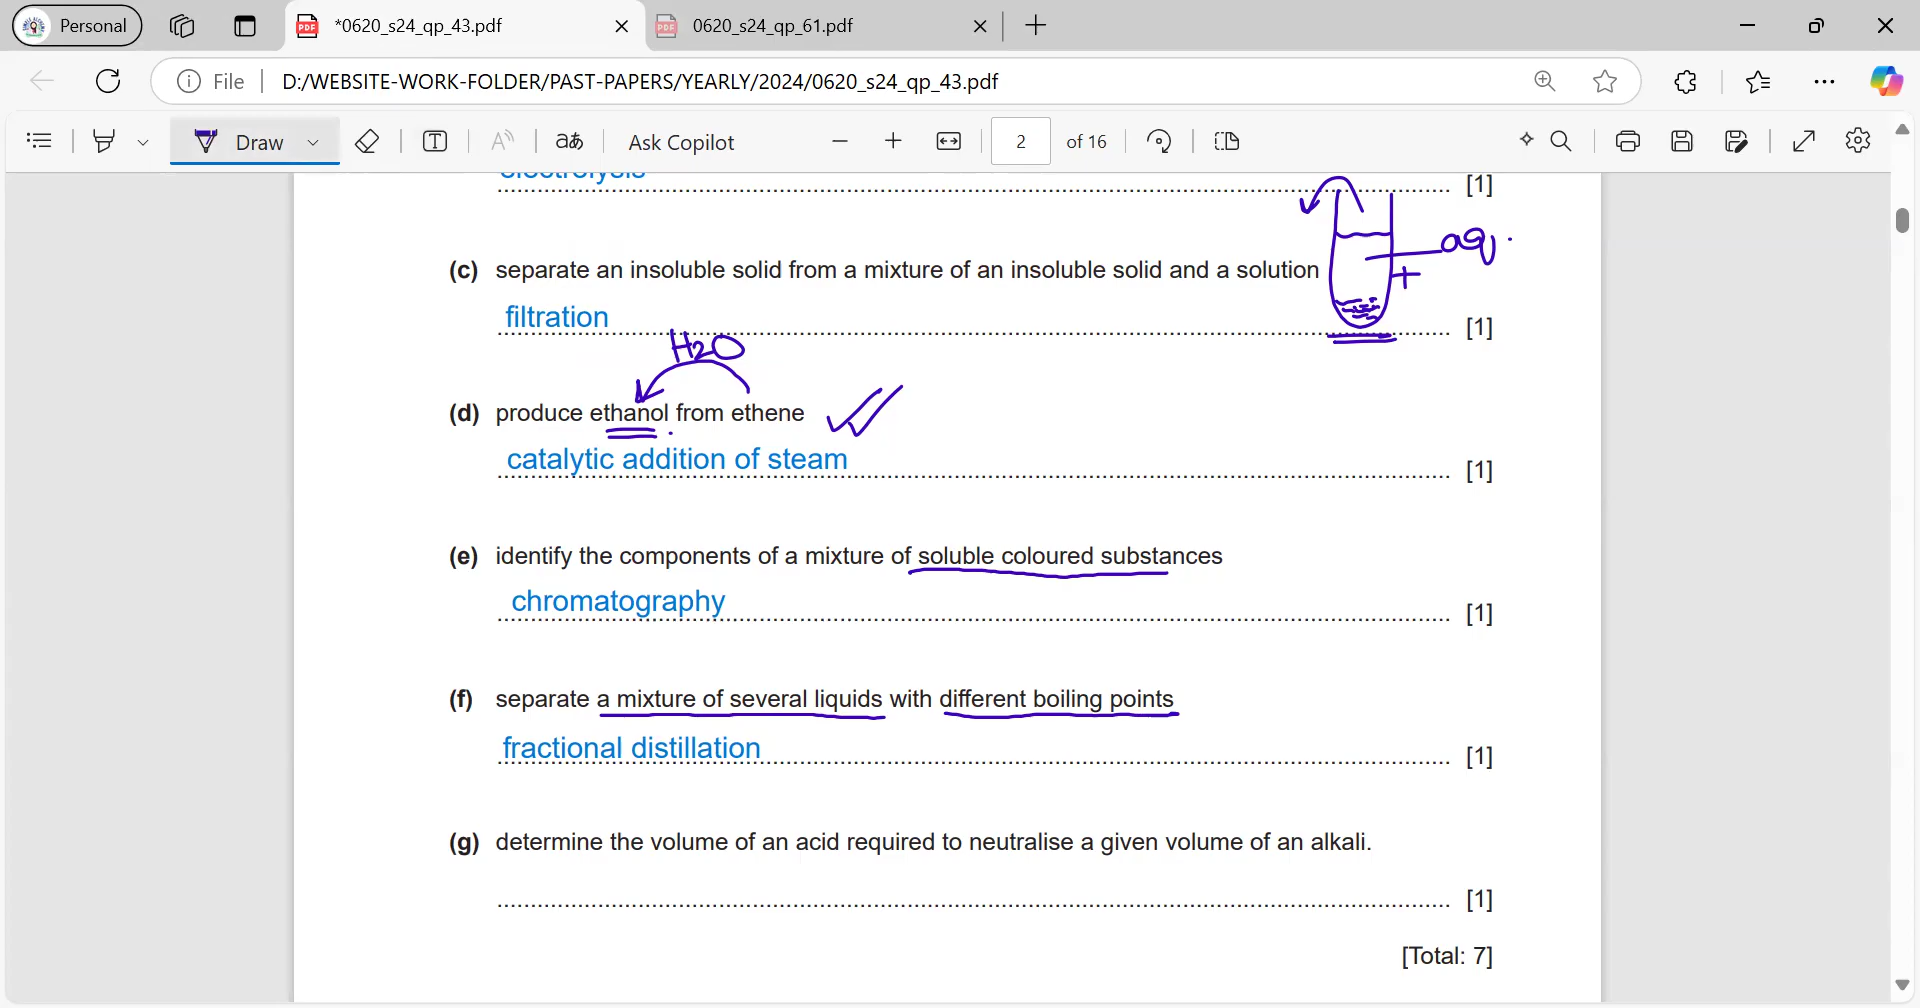 Personal
*0620_s24_qp_43.pdf
0620_s24_qp_61.pdf
File
D:/WEBSITE-WORK-FOLDER/PAST-PAPERS/YEARLY/2024/0620_s24_qp_43.pdf
Draw
aあ
Ask Copilot
2 of 16
electrolysis
[1]
aq.
+
(c) separate an insoluble solid from a mixture of an insoluble solid and a solution
filtration
[1]
H2O
(d) produce ethanol from ethene
catalytic addition of steam
[1]
(e) identify the components of a mixture of soluble coloured substances
chromatography
[1]
(f) separate a mixture of several liquids with different boiling points
fractional distillation
[1]
(g) determine the volume of an acid required to neutralise a given volume of an alkali.
[1]
[Total: 7]